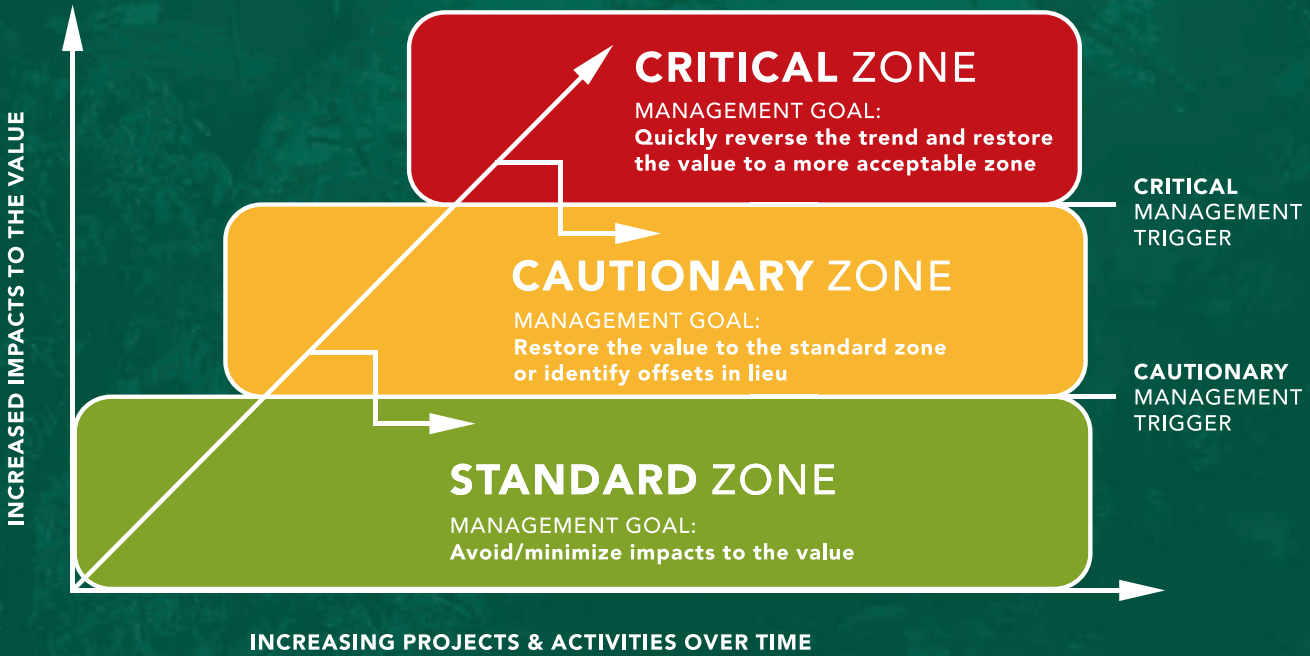 INCREASED IMPACTS TO THE VALUE
CRITICAL ZONE
MANAGEMENT GOAL:
Quickly reverse the trend and restore
the value to a more acceptable zone
CRITICAL
MANAGEMENT
TRIGGER
CAUTIONARY ZONE
MANAGEMENT GOAL:
Restore the value to the standard zone
or identify offsets in lieu
CAUTIONARY
MANAGEMENT
TRIGGER
STANDARD ZONE
MANAGEMENT GOAL:
Avoid/minimize impacts to the value
INCREASING PROJECTS & ACTIVITIES OVER TIME